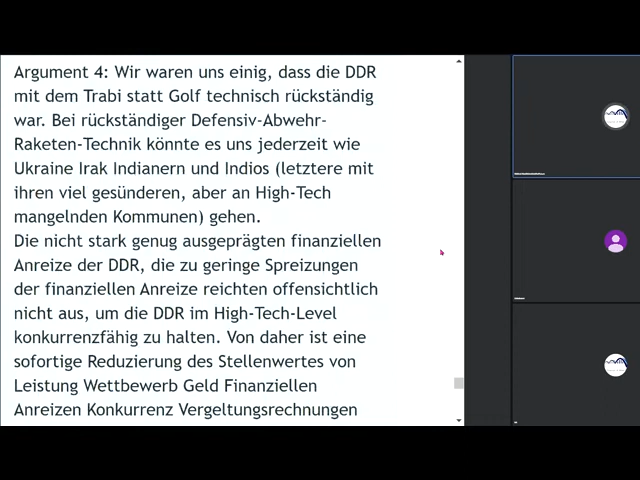 Argument 4: Wir waren uns einig, dass die DDR
mit dem Trabi statt Golf technisch rückständig
war. Bei rückständiger Defensiv-Abwehr-
Raketen-Technik könnte es uns jederzeit wie
Ukraine Irak Indianern und Indios (letztere mit
ihren viel gesünderen, aber an High-Tech
mangelnden Kommunen) gehen.
Die nicht stark genug ausgeprägten finanziellen
Anreize der DDR, die zu geringe Spreizungen
der finanziellen Anreize reichten offensichtlich
nicht aus, um die DDR im High-Tech-Level
konkurrenzfähig zu halten. Von daher ist eine
sofortige Reduzierung des Stellenwertes von
Leistung Wettbewerb Geld Finanziellen
Anreizen Konkurrenz Vergeltungsrechnungen